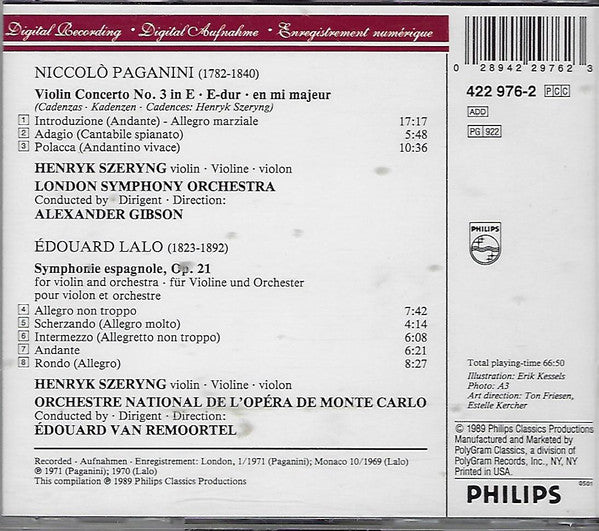 Digital Recording • Digital Aufnahme • Enregistrement numérique
NICCOLÒ PAGANINI (1782-1840)
Violin Concerto No. 3 in E · E-dur · en mi majeur
(Cadenzas · Kadenzen · Cadences: Henryk Szeryng)
1 Introduzione (Andante) - Allegro marziale 17:17
2 Adagio (Cantabile spianato) 5:48
3 Polacca (Andantino vivace) 10:36
HENRYK SZERYNG violin · Violine · violon
LONDON SYMPHONY ORCHESTRA
Conducted by · Dirigent · Direction:
ALEXANDER GIBSON
ÉDOUARD LALO (1823-1892)
Symphonie espagnole, Op. 21
for violin and orchestra · für Violine und Orchester
pour violon et orchestre
4 Allegro non troppo 7:42
5 Scherzando (Allegro molto) 4:14
6 Intermezzo (Allegretto non troppo) 6:08
7 Andante 6:21
8 Rondo (Allegro) 8:27
HENRYK SZERYNG violin · Violine · violon
ORCHESTRE NATIONAL DE L'OPÉRA DE MONTE CARLO
Conducted by · Dirigent · Direction:
ÉDOUARD VAN REMOORTEL
Recorded - Aufnahmen - Enregistrement: London, 1/1971 (Paganini); Monaco 10/1969 (Lalo)
℗ 1971 (Paganini); 1970 (Lalo)
This compilation ℗ 1989 Philips Classics Productions
0 28942 29762 3
422 976-2 PCC
ADD
PG 922
PHILIPS
Total playing-time 66:50
Illustration: Erik Kessels
Photo: A3
Art direction: Ton Friesen,
Estelle Kercher
© 1989 Philips Classics Productions
Manufactured and Marketed by
PolyGram Classics, a division of
PolyGram Records, Inc., NY, NY
Printed in USA.
0501
PHILIPS